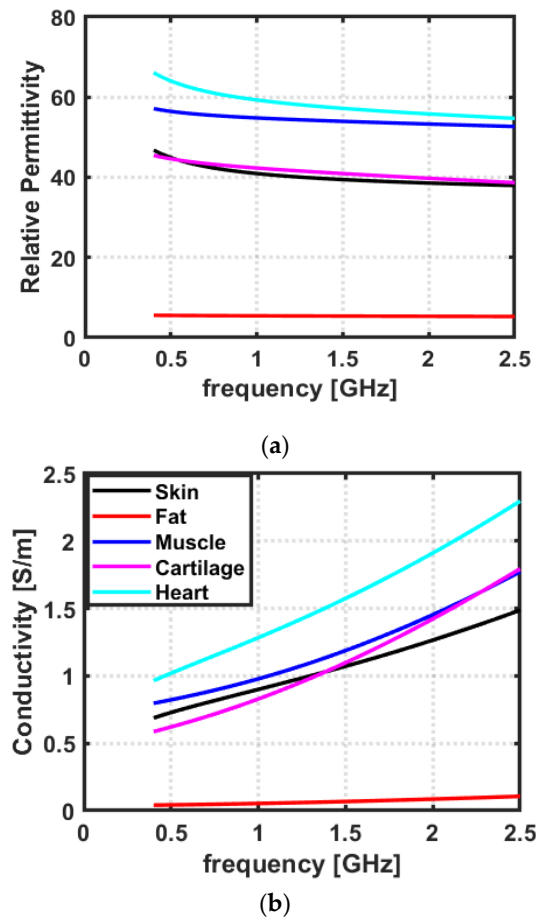 80
60
40
20
0
Relative Permittivity
0 0.5 1 1.5 2 2.5
frequency [GHz]
(a)
2.5
2
1.5
1
0.5
0
Conductivity [S/m]
Skin
Fat
Muscle
Cartilage
Heart
0 0.5 1 1.5 2 2.5
frequency [GHz]
(b)